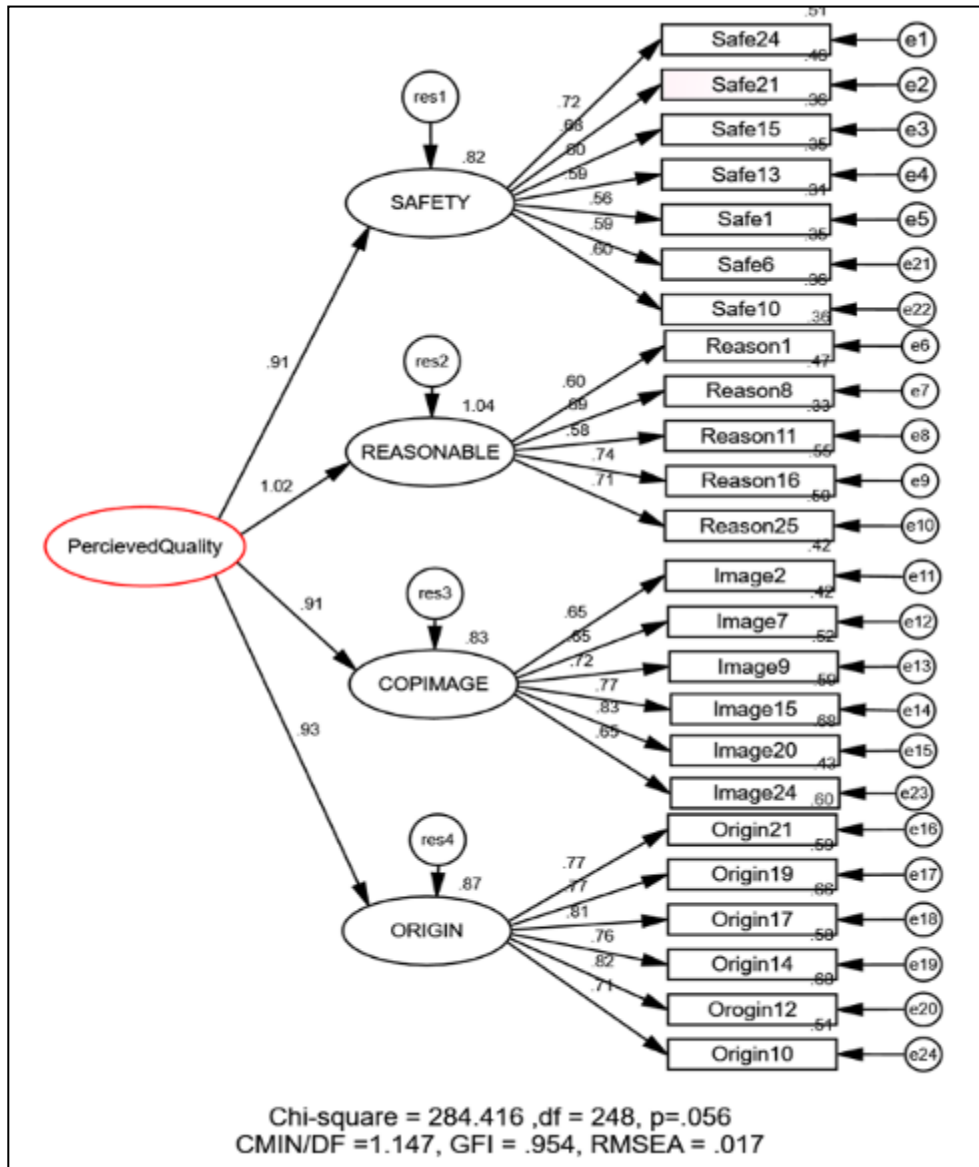 .51
Safe24
e1
.46
Safe21
e2
.36
Safe15
e3
.35
Safe13
e4
.31
Safe1
e5
.35
Safe6
e21
.36
Safe10
e22
res1
.82
SAFETY
.72
.68
.60
.59
.56
.59
.60
.36
Reason1
e6
.47
Reason8
e7
.33
Reason11
e8
.55
Reason16
e9
.50
Reason25
e10
res2
1.04
REASONABLE
.60
.69
.58
.74
.71
.91
1.02
PercievedQuality
.91
.93
.42
Image2
e11
.42
Image7
e12
.52
Image9
e13
.59
Image15
e14
.68
Image20
e15
.43
Image24
e23
res3
.83
COPIMAGE
.65
.65
.72
.77
.83
.65
.60
Origin21
e16
.59
Origin19
e17
.66
Origin17
e18
.58
Origin14
e19
.68
Orogin12
e20
.51
Origin10
e24
res4
.87
ORIGIN
.77
.77
.81
.76
.82
.71
Chi-square = 284.416 ,df = 248, p=.056
CMIN/DF =1.147, GFI = .954, RMSEA = .017